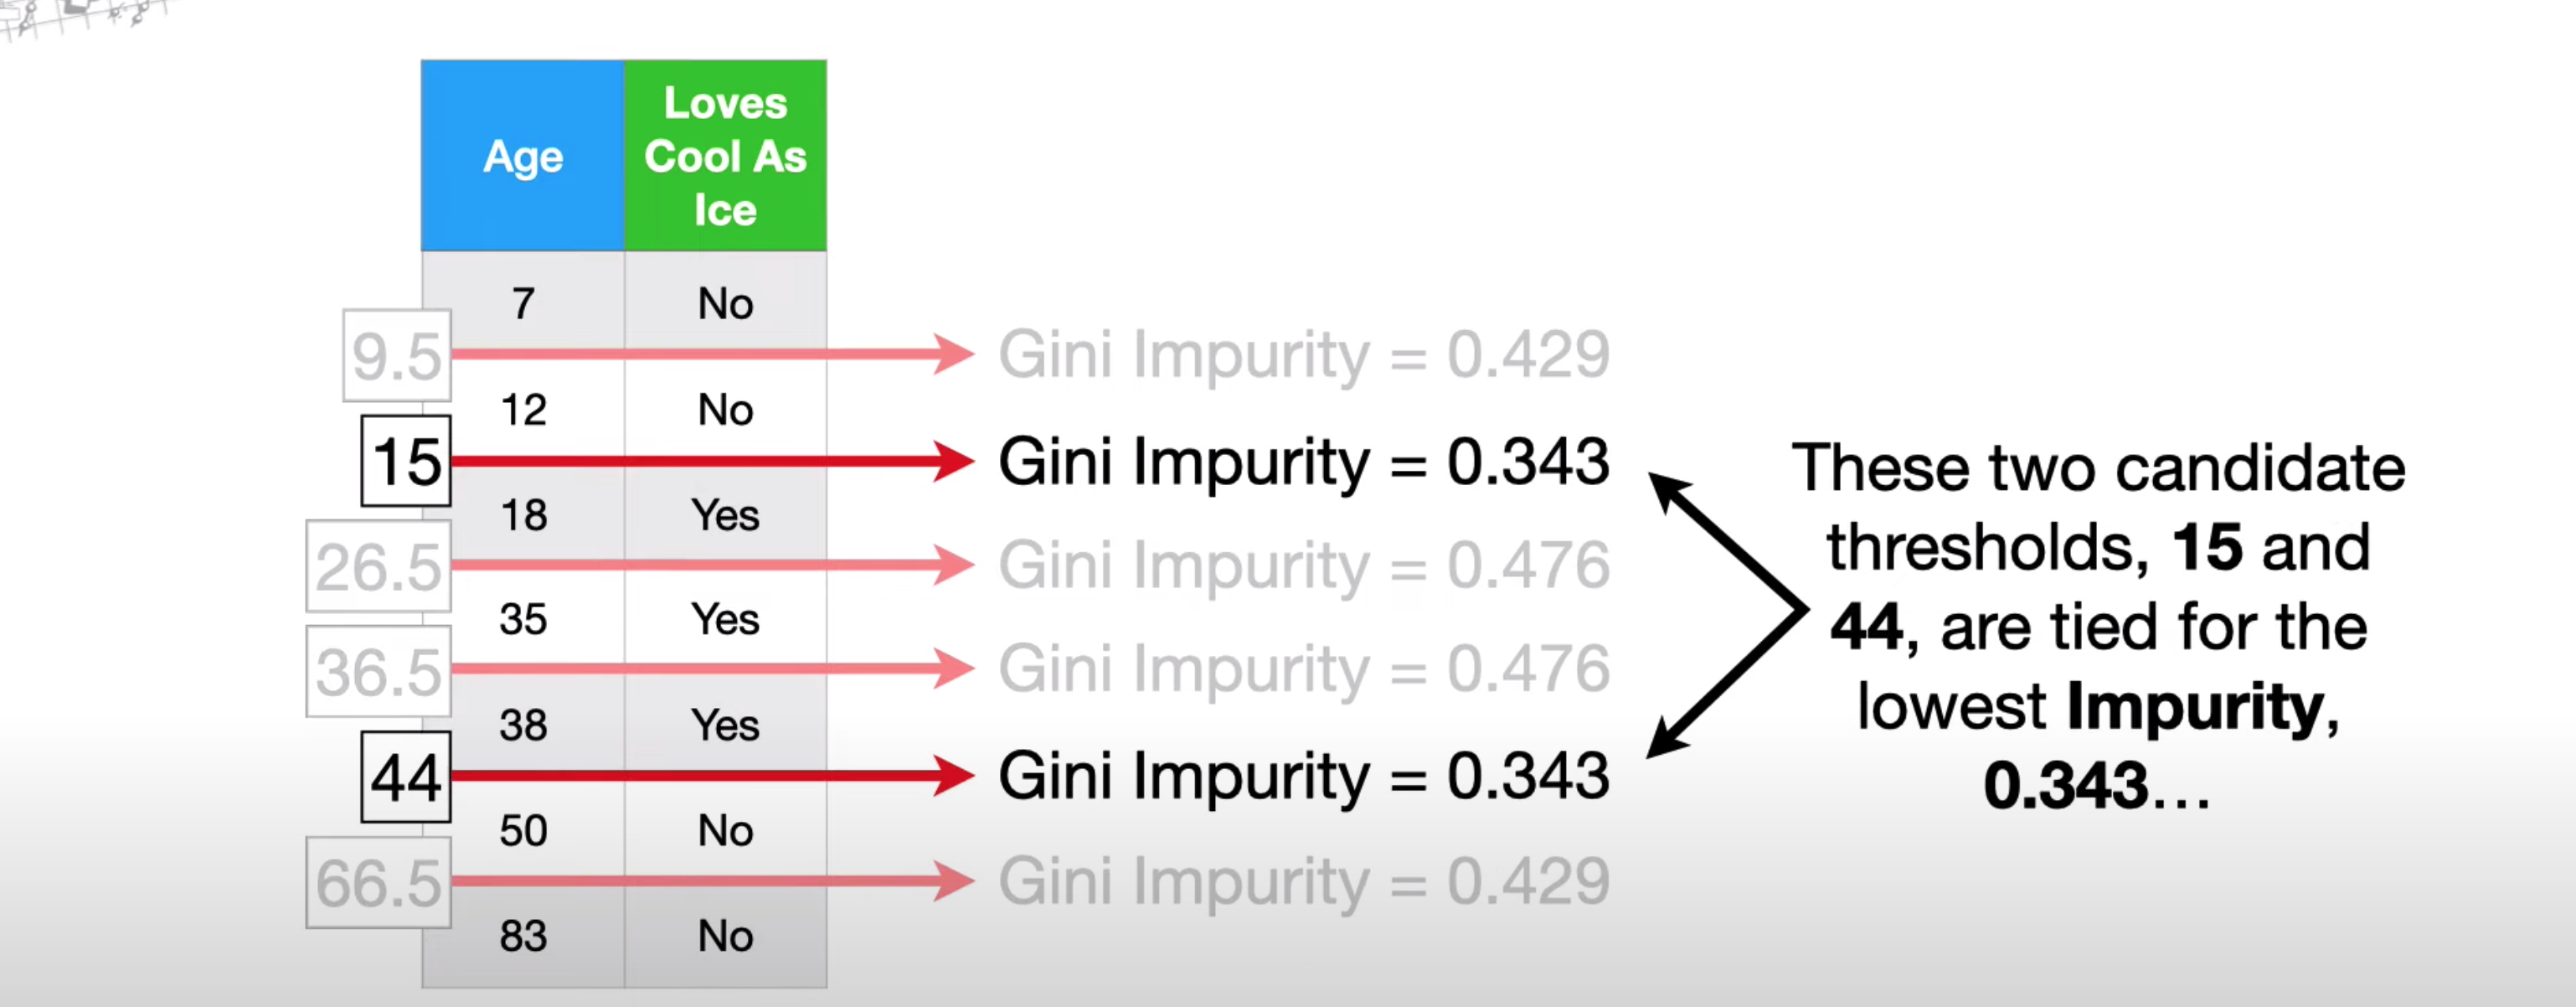 Age
Loves
Cool As
Ice
7 No
9.5 Gini Impurity = 0.429
12 No
15 Gini Impurity = 0.343
18 Yes
26.5 Gini Impurity = 0.476
35 Yes
36.5 Gini Impurity = 0.476
38 Yes
44 Gini Impurity = 0.343
50 No
66.5 Gini Impurity = 0.429
83 No
These two candidate
thresholds, 15 and
44, are tied for the
lowest Impurity,
0.343...